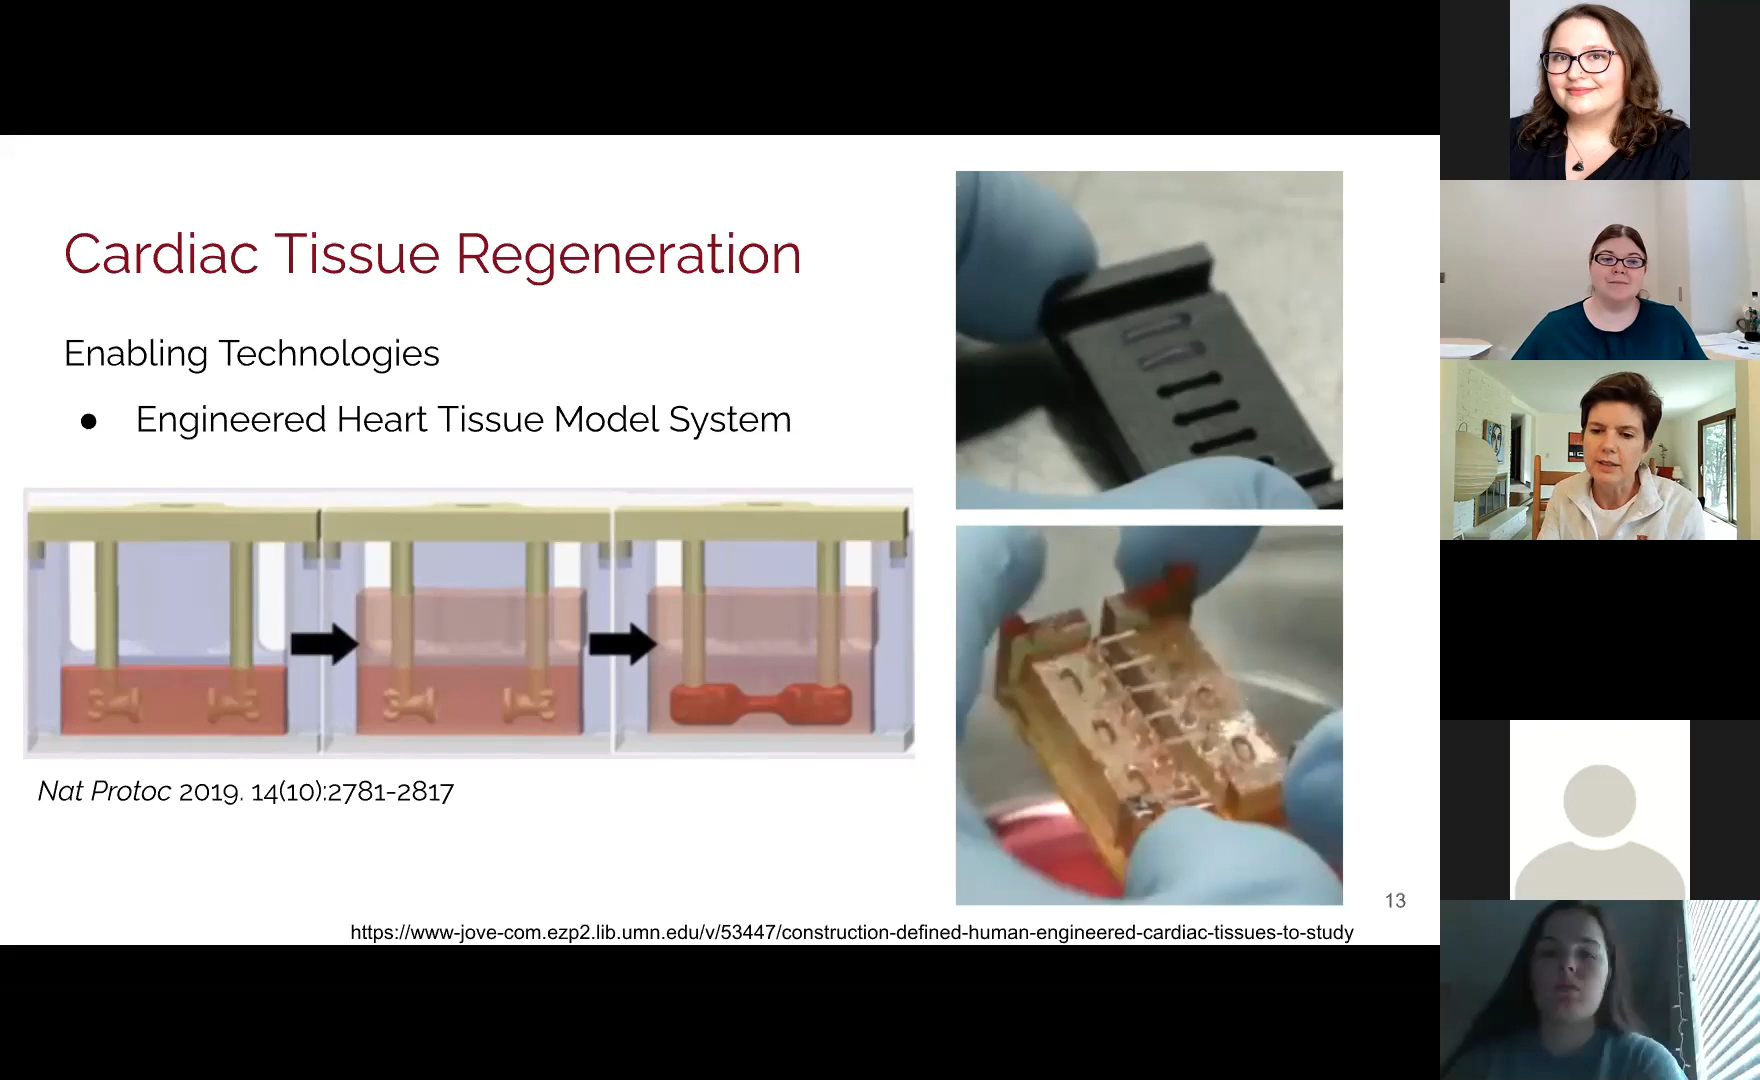 Cardiac Tissue Regeneration
Enabling Technologies
● Engineered Heart Tissue Model System
Nat Protoc 2019. 14(10):2781-2817
13
https://www-jove-com.ezp2.lib.umn.edu/v/53447/construction-defined-human-engineered-cardiac-tissues-to-study